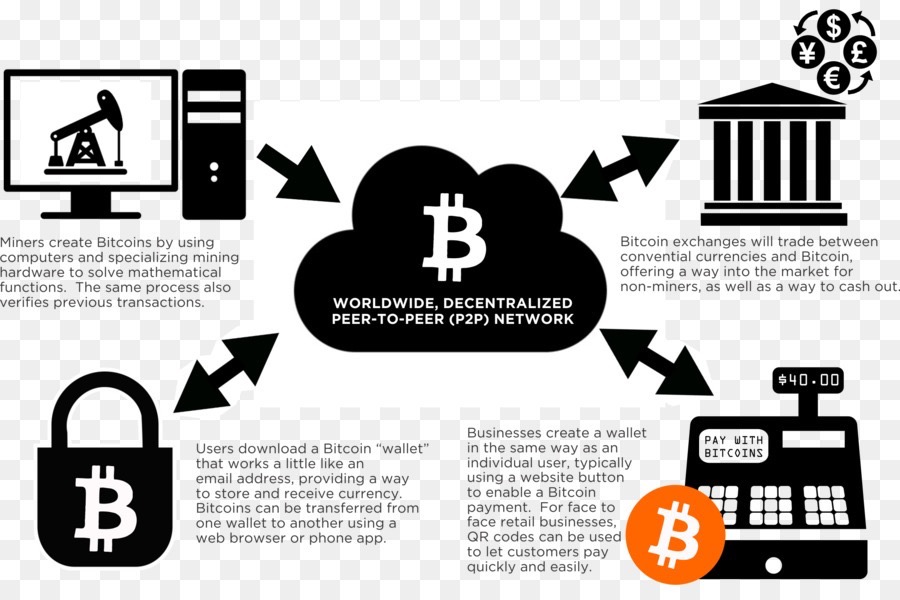 $
¥ £
€
Miners create Bitcoins by using
computers and specializing mining
hardware to solve mathematical
functions. The same process also
verifies previous transactions.
WORLDWIDE, DECENTRALIZED
PEER-TO-PEER (P2P) NETWORK
Bitcoin exchanges will trade between
convential currencies and Bitcoin,
offering a way into the market for
non-miners, as well as a way to cash out.
Users download a Bitcoin “wallet”
that works a little like an
email address, providing a way
to store and receive currency.
Bitcoins can be transferred from
one wallet to another using a
web browser or phone app.
Businesses create a wallet
in the same way as an
individual user, typically
using a website button
to enable a Bitcoin
payment. For face to
face retail businesses,
QR codes can be used
to let customers pay
quickly and easily.
$40.00
PAY WITH
BITCOINS